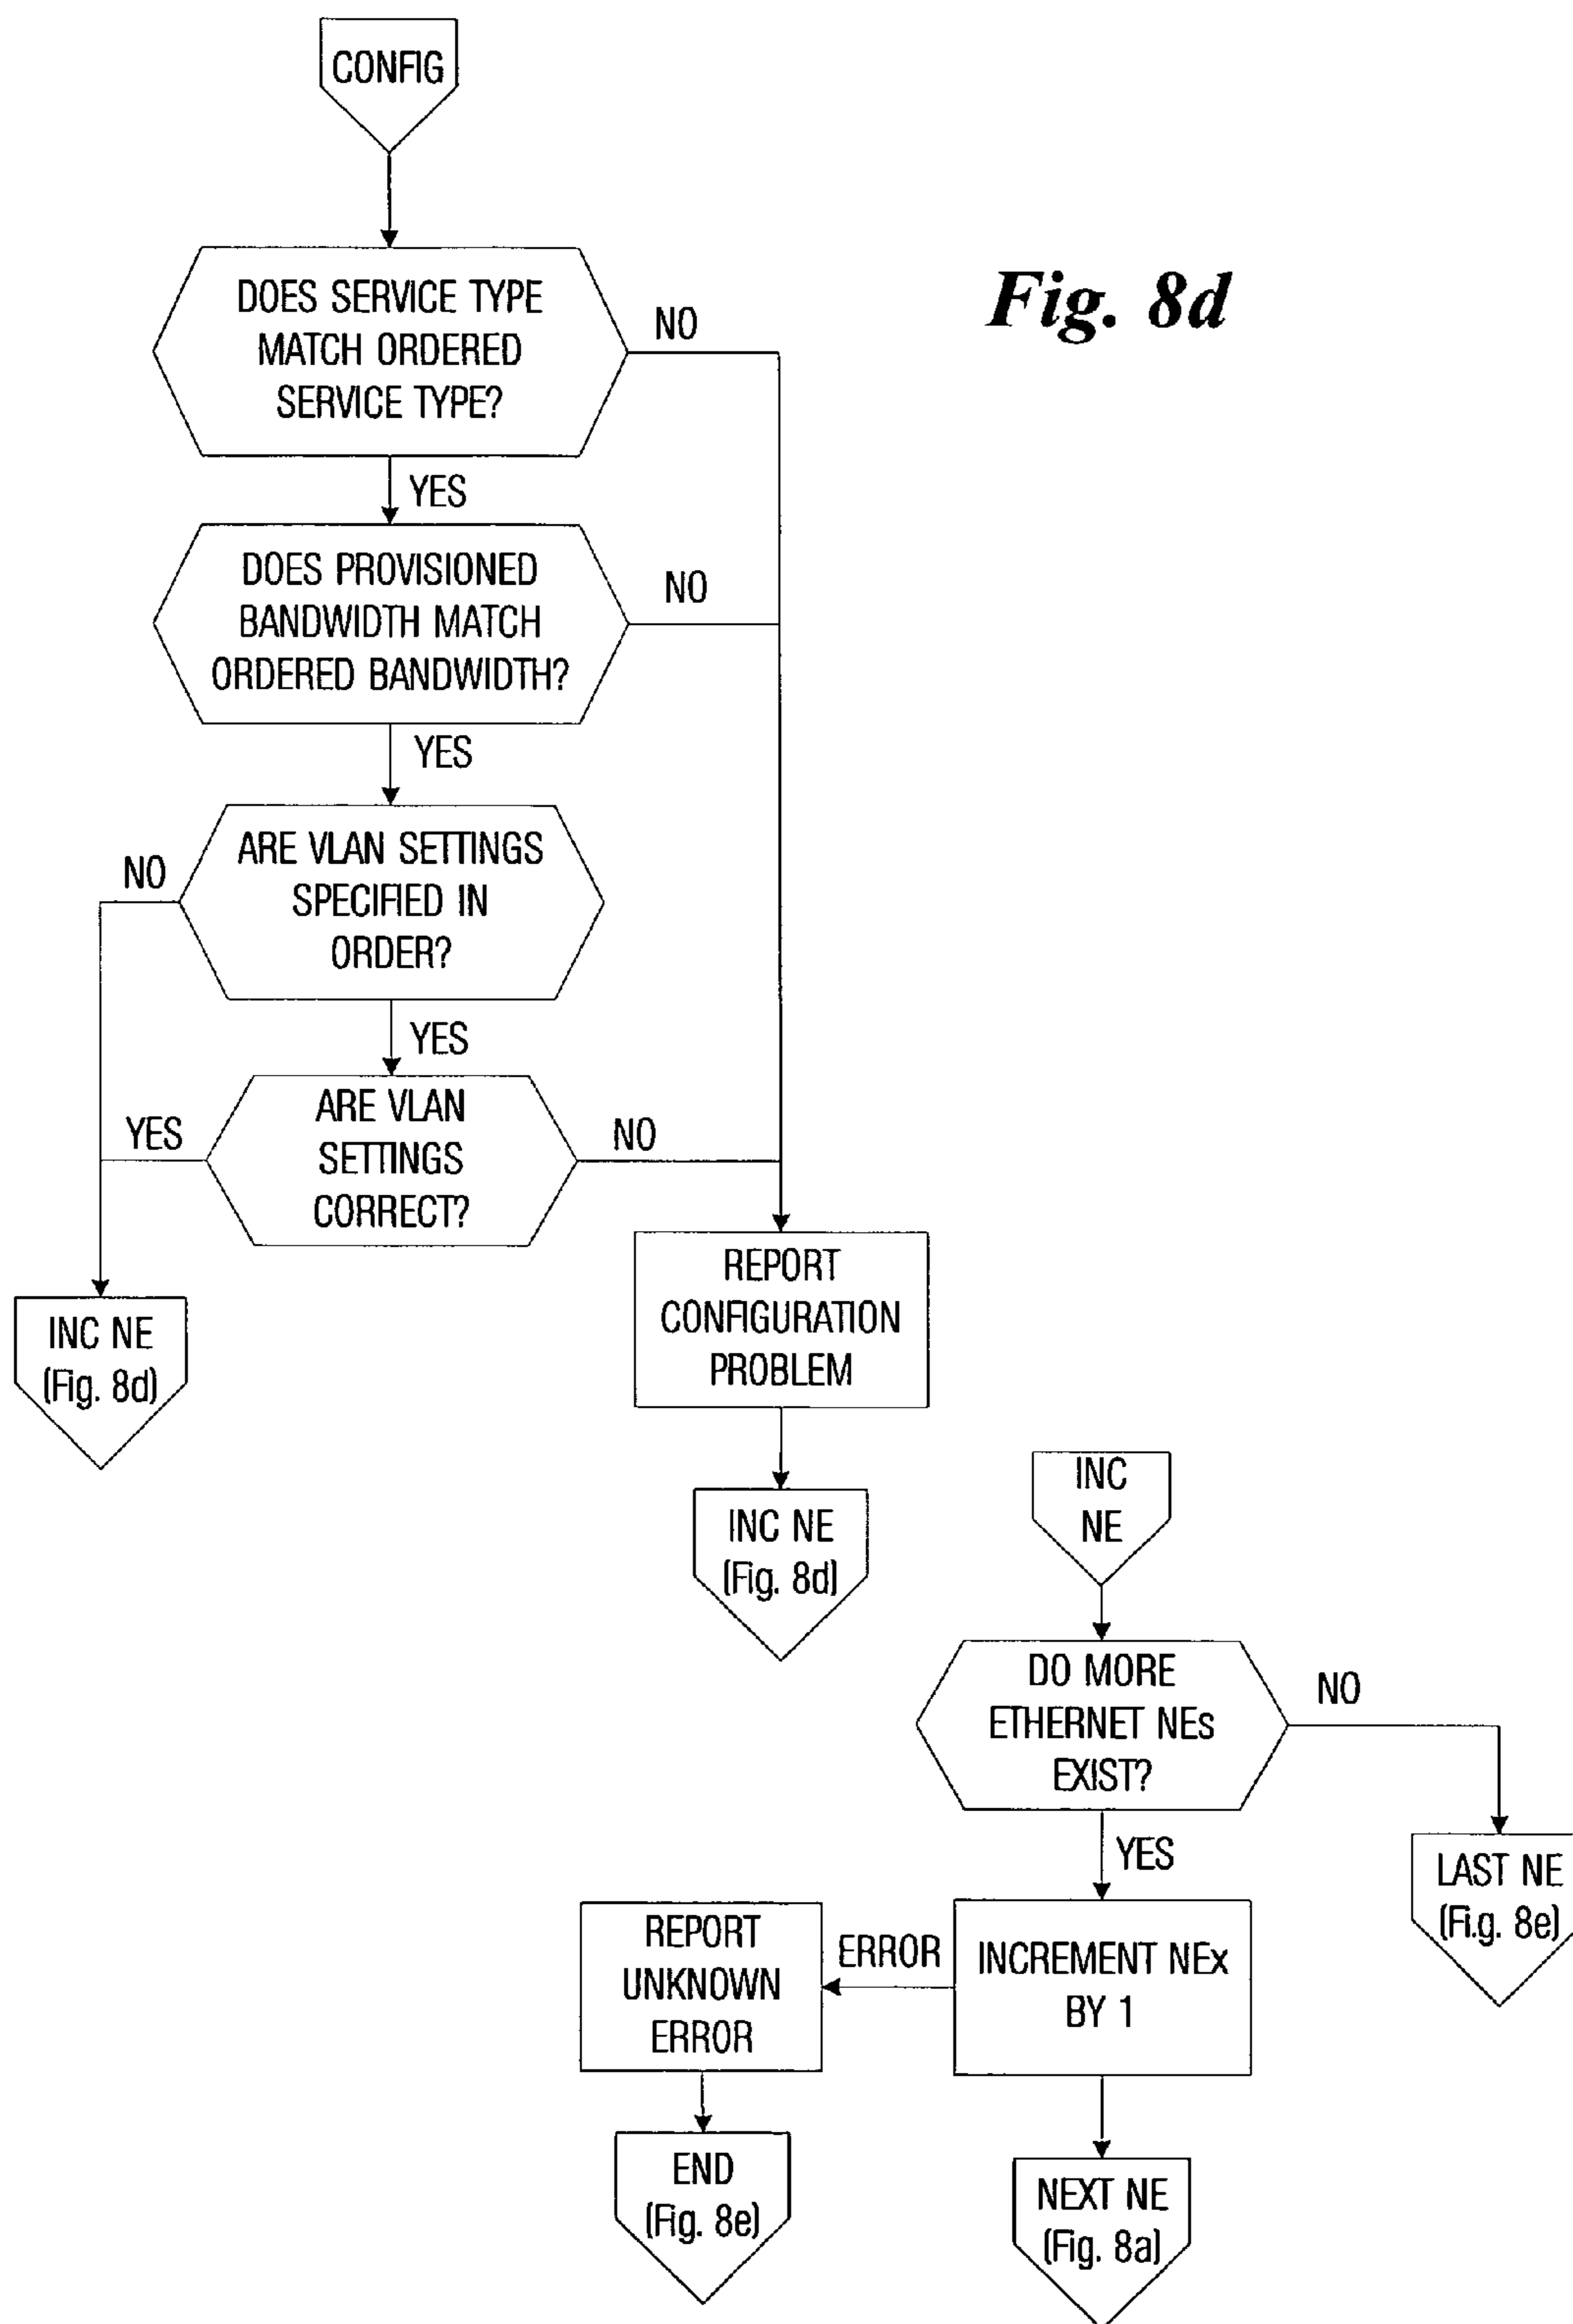 CONFIG
Fig. 8d
DOES SERVICE TYPE
MATCH ORDERED
SERVICE TYPE?
NO
YES
DOES PROVISIONED
BANDWIDTH MATCH
ORDERED BANDWIDTH?
NO
YES
ARE VLAN SETTINGS
SPECIFIED IN
ORDER?
NO
YES
ARE VLAN
SETTINGS
CORRECT?
YES
NO
INC NE
(Fig. 8d)
REPORT
CONFIGURATION
PROBLEM
INC NE
(Fig. 8d)
INC
NE
DO MORE
ETHERNET NEs
EXIST?
NO
YES
LAST NE
(Fi.g. 8e)
INCREMENT NEx
BY 1
ERROR
REPORT
UNKNOWN
ERROR
END
(Fig. 8e)
NEXT NE
(Fig. 8a)